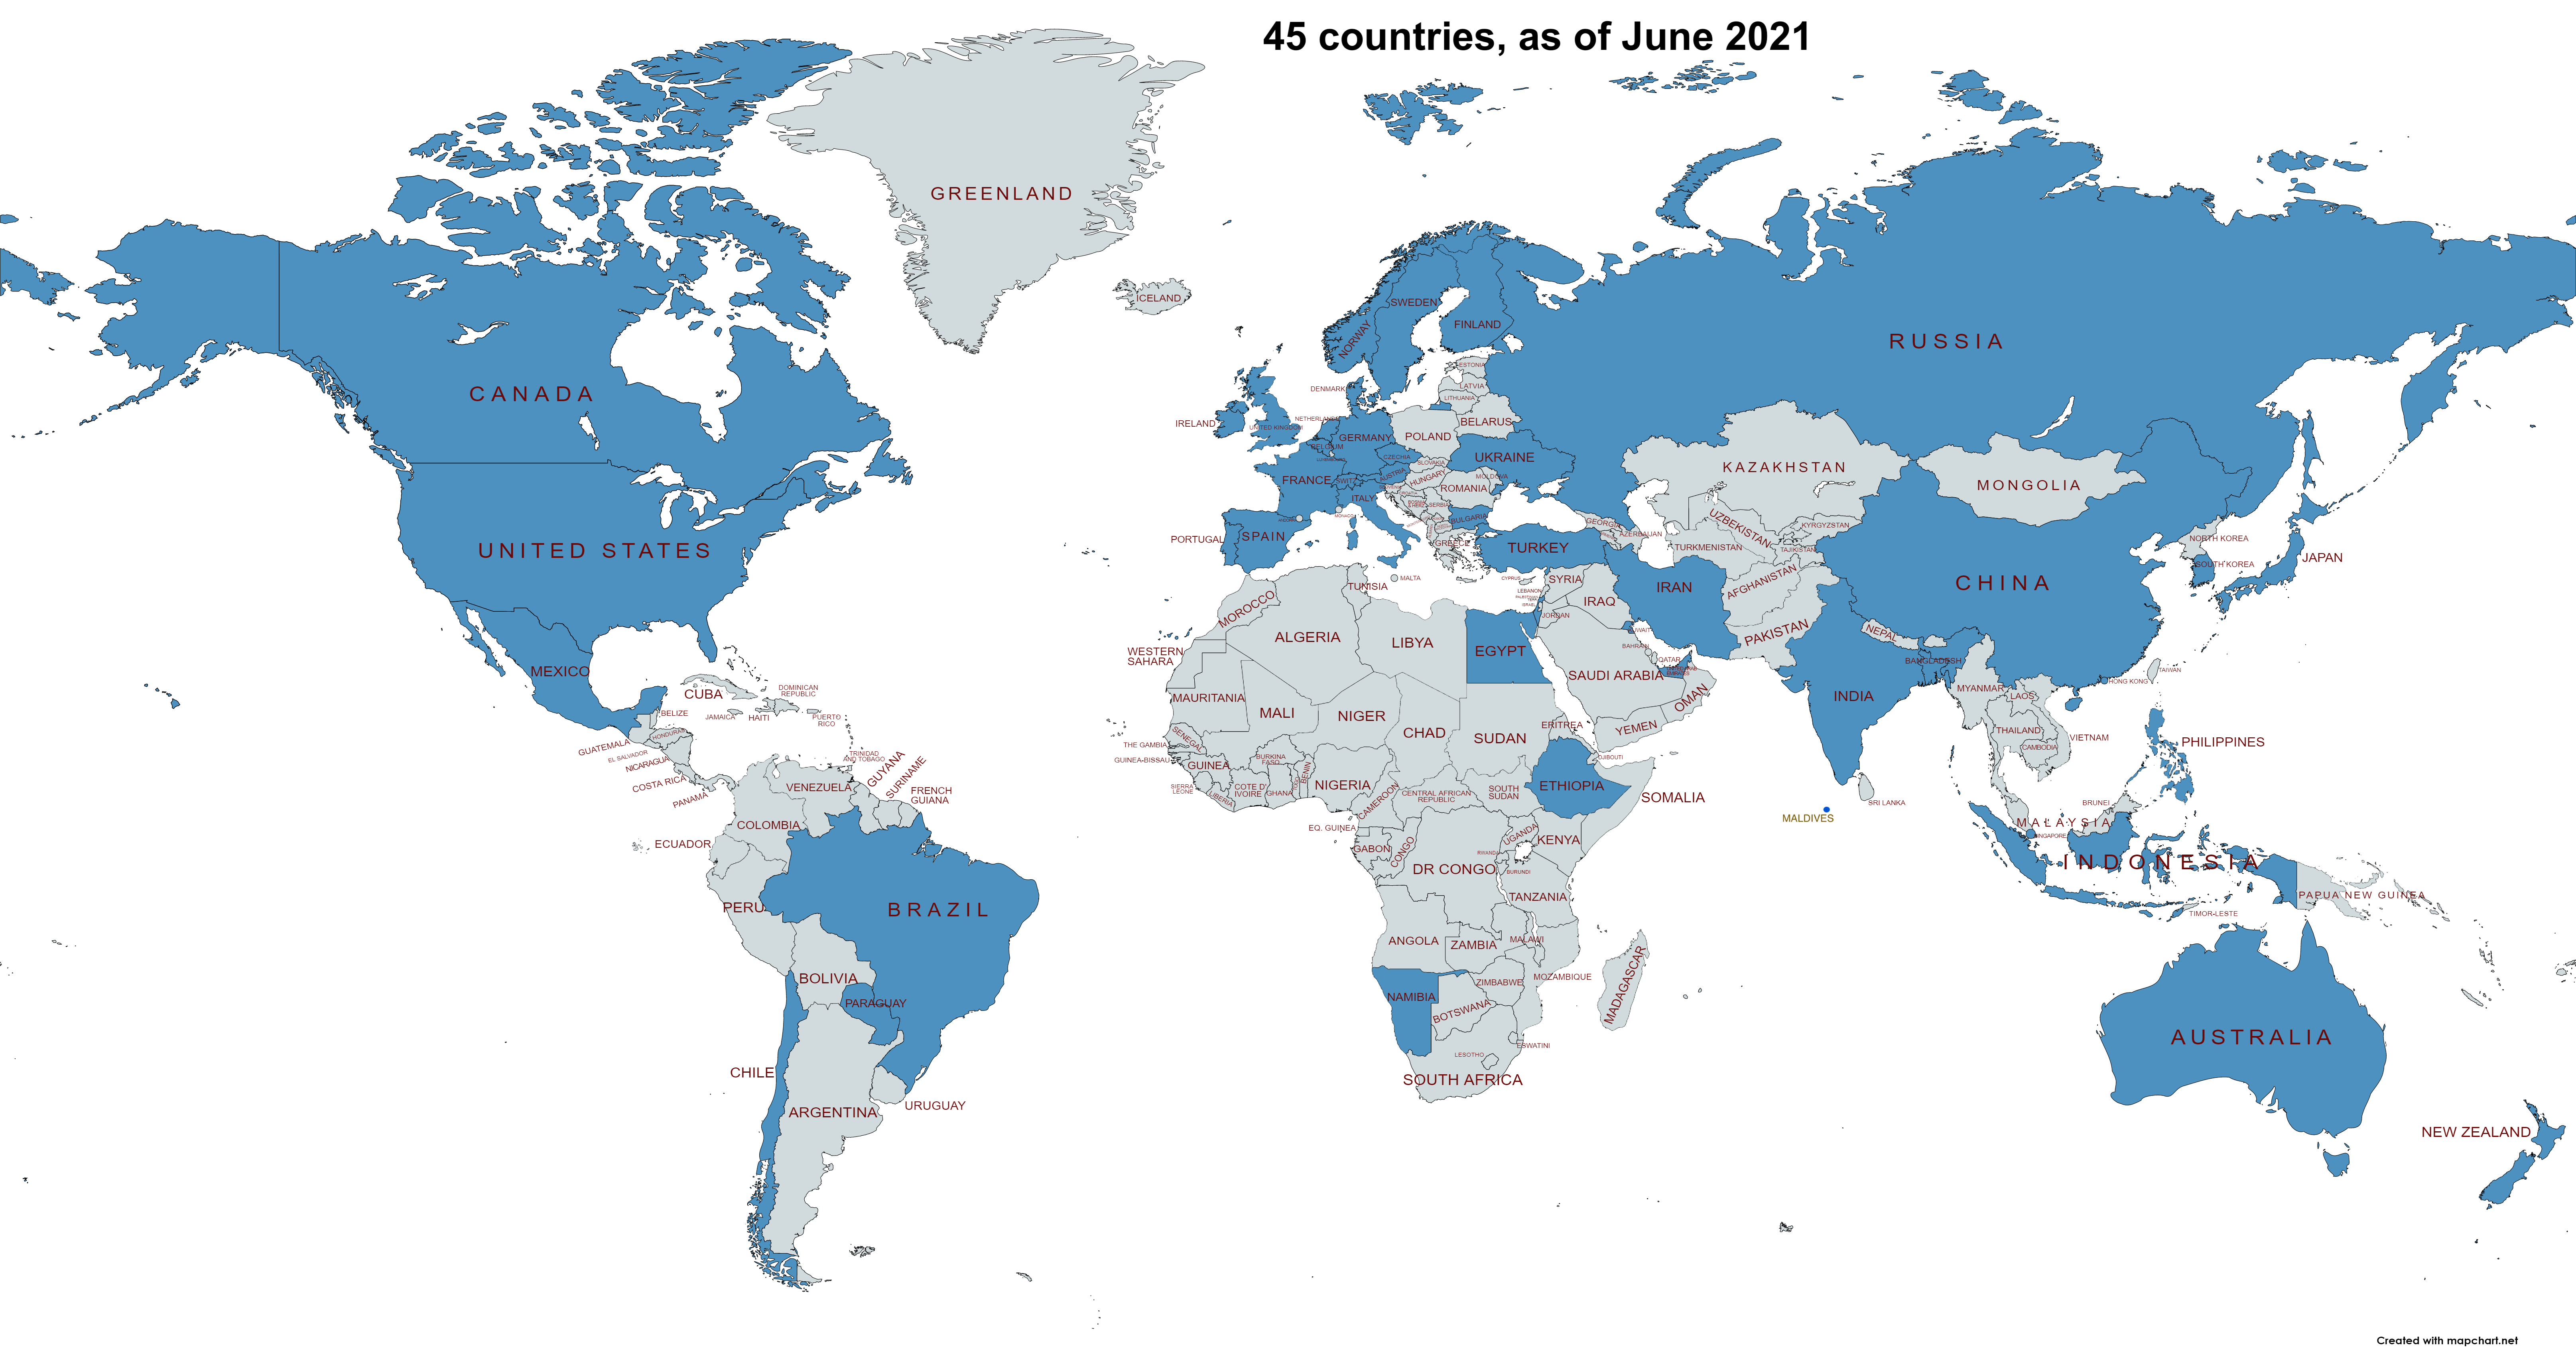 45 countries, as of June 2021
GREENLAND
ICELAND
CANADA
UNITED STATES
MEXICO
CUBA
DOMINICAN
REPUBLIC
BELIZE
JAMAICA
HAITI
PUERTO
RICO
GUATEMALA
HONDURAS
EL SALVADOR
NICARAGUA
COSTA RICA
PANAMA
TRINIDAD
AND TOBAGO
VENEZUELA
GUYANA
SURINAME
FRENCH
GUIANA
COLOMBIA
ECUADOR
PERU
BRAZIL
BOLIVIA
PARAGUAY
CHILE
ARGENTINA
URUGUAY
NORWAY
SWEDEN
FINLAND
RUSSIA
ESTONIA
LATVIA
LITHUANIA
DENMARK
IRELAND
UNITED KINGDOM
NETHERLANDS
BELGIUM
GERMANY
POLAND
BELARUS
UKRAINE
CZECHIA
SLOVAKIA
AUSTRIA
HUNGARY
MOLDOVA
ROMANIA
FRANCE
SWITZ
ITALY
SERBIA
BULGARIA
MONACO
PORTUGAL
SPAIN
GREECE
TURKEY
MALTA
CYPRUS
GEORGIA
AZERBAIJAN
KAZAKHSTAN
UZBEKISTAN
KYRGYZSTAN
TURKMENISTAN
TAJIKISTAN
MONGOLIA
CHINA
NORTH KOREA
SOUTH KOREA
JAPAN
SYRIA
LEBANON
ISRAEL
JORDAN
IRAQ
IRAN
AFGHANISTAN
PAKISTAN
KUWAIT
BAHRAIN
QATAR
SAUDI ARABIA
OMAN
YEMEN
NEPAL
BANGLADESH
INDIA
SRI LANKA
MALDIVES
MYANMAR
LAOS
THAILAND
CAMBODIA
VIETNAM
HONG KONG
TAIWAN
PHILIPPINES
BRUNEI
MALAYSIA
SINGAPORE
INDONESIA
TIMOR-LESTE
PAPUA NEW GUINEA
AUSTRALIA
NEW ZEALAND
MOROCCO
TUNISIA
ALGERIA
LIBYA
EGYPT
WESTERN
SAHARA
MAURITANIA
MALI
NIGER
CHAD
SUDAN
ERITREA
DJIBOUTI
SENEGAL
THE GAMBIA
GUINEA-BISSAU
GUINEA
SIERRA
LEONE
LIBERIA
COTE D'
IVOIRE
BURKINA
FASO
GHANA
TOGO
BENIN
NIGERIA
CAMEROON
CENTRAL AFRICAN
REPUBLIC
SOUTH
SUDAN
ETHIOPIA
SOMALIA
EQ. GUINEA
GABON
CONGO
DR CONGO
UGANDA
KENYA
RWANDA
BURUNDI
TANZANIA
ANGOLA
ZAMBIA
MALAWI
MOZAMBIQUE
ZIMBABWE
NAMIBIA
BOTSWANA
MADAGASCAR
ESWATINI
LESOTHO
SOUTH AFRICA
Created with mapchart.net